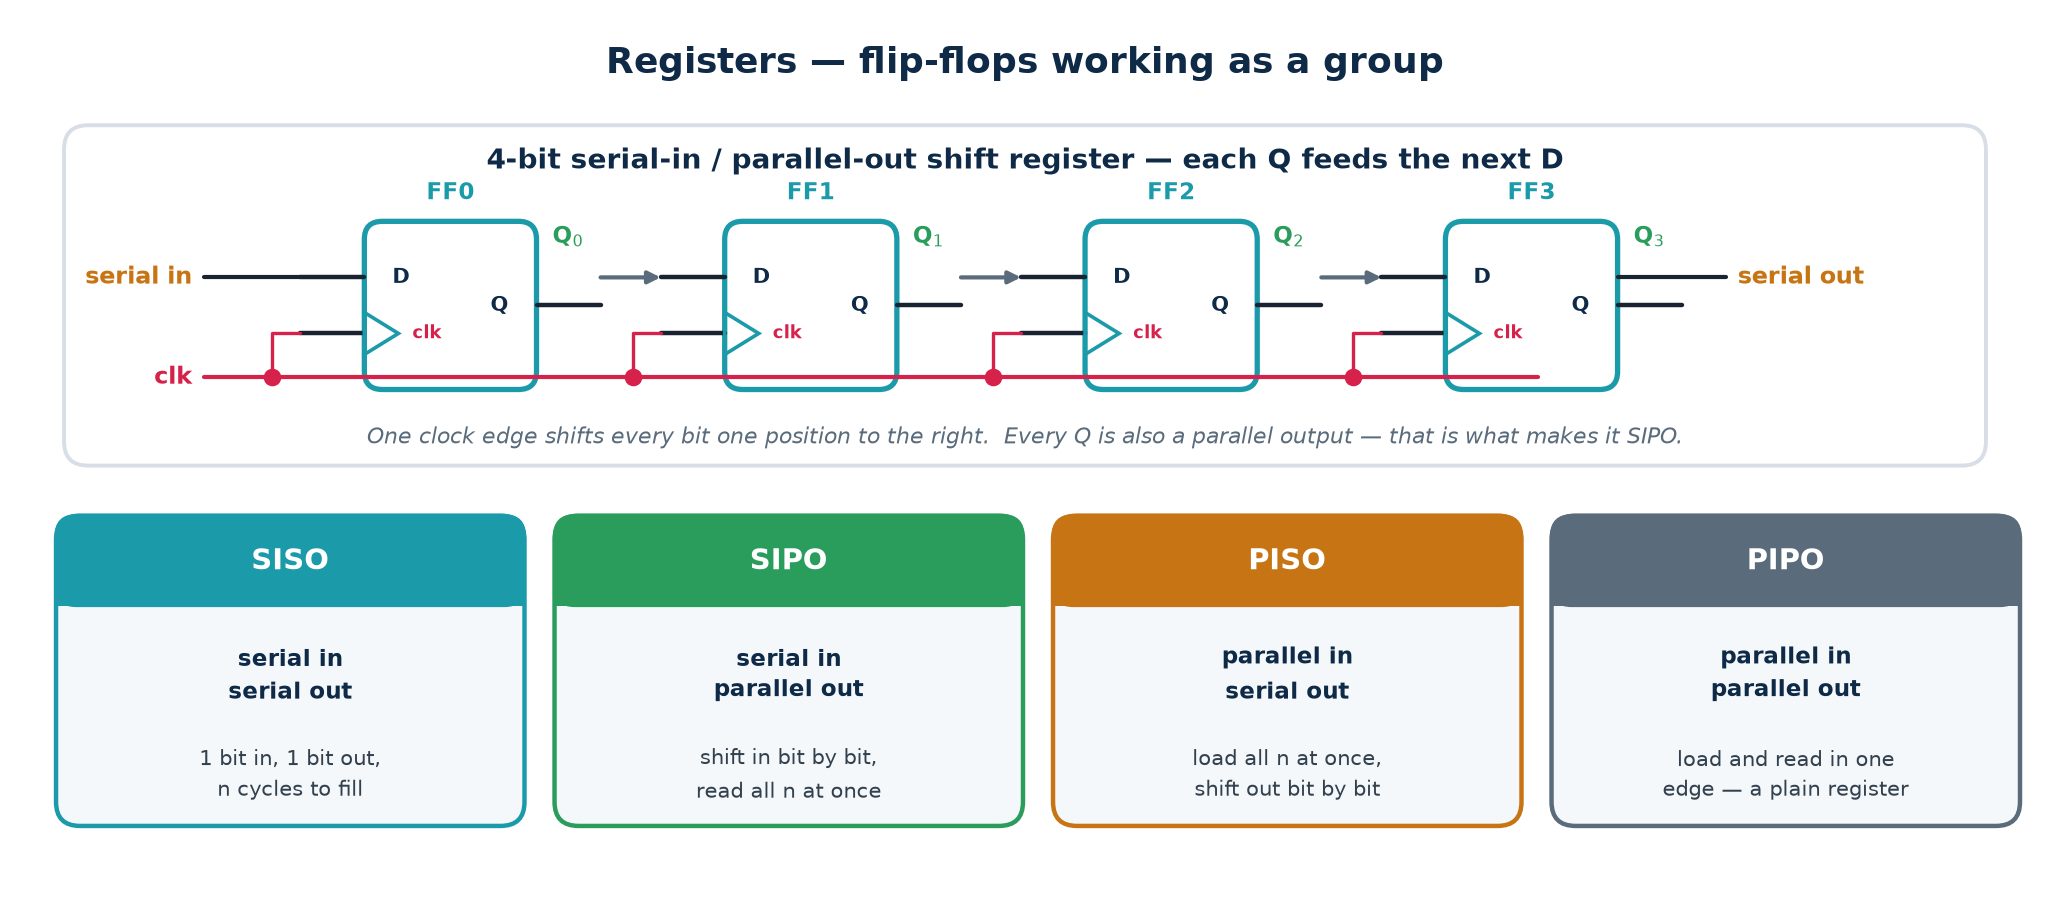 Registers — flip-flops working as a group
4-bit serial-in / parallel-out shift register — each Q feeds the next D
FF0 FF1 FF2 FF3
Q₀ Q₁ Q₂ Q₃
serial in D D D D serial out
Q Q Q Q
clk clk clk clk
clk
One clock edge shifts every bit one position to the right. Every Q is also a parallel output — that is what makes it SIPO.
SISO
serial in
serial out
1 bit in, 1 bit out,
n cycles to fill
SIPO
serial in
parallel out
shift in bit by bit,
read all n at once
PISO
parallel in
serial out
load all n at once,
shift out bit by bit
PIPO
parallel in
parallel out
load and read in one
edge — a plain register